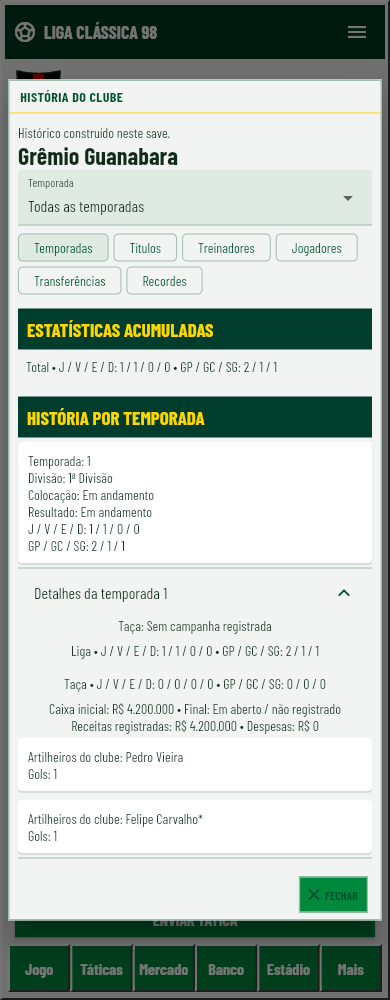 LIGA CLÁSSICA 98
HISTÓRIA DO CLUBE
Histórico construído neste save.
Grêmio Guanabara
Temporada
Todas as temporadas
Temporadas
Títulos
Treinadores
Jogadores
Transferências
Recordes
ESTATÍSTICAS ACUMULADAS
Total • J / V / E / D: 1 / 1 / 0 / 0 • GP / GC / SG: 2 / 1 / 1
HISTÓRIA POR TEMPORADA
Temporada: 1
Divisão: 1ª Divisão
Colocação: Em andamento
Resultado: Em andamento
J / V / E / D: 1 / 1 / 0 / 0
GP / GC / SG: 2 / 1 / 1
Detalhes da temporada 1
Taça: Sem campanha registrada
Liga • J / V / E / D: 1 / 1 / 0 / 0 • GP / GC / SG: 2 / 1 / 1
Taça • J / V / E / D: 0 / 0 / 0 / 0 • GP / GC / SG: 0 / 0 / 0
Caixa inicial: R$ 4.200.000 • Final: Em aberto / não registrado
Receitas registradas: R$ 4.200.000 • Despesas: R$ 0
Artilheiros do clube: Pedro Vieira
Gols: 1
Artilheiros do clube: Felipe Carvalho*
Gols: 1
FECHAR
ENVIAR TÁTICA
Jogo
Táticas
Mercado
Banco
Estádio
Mais